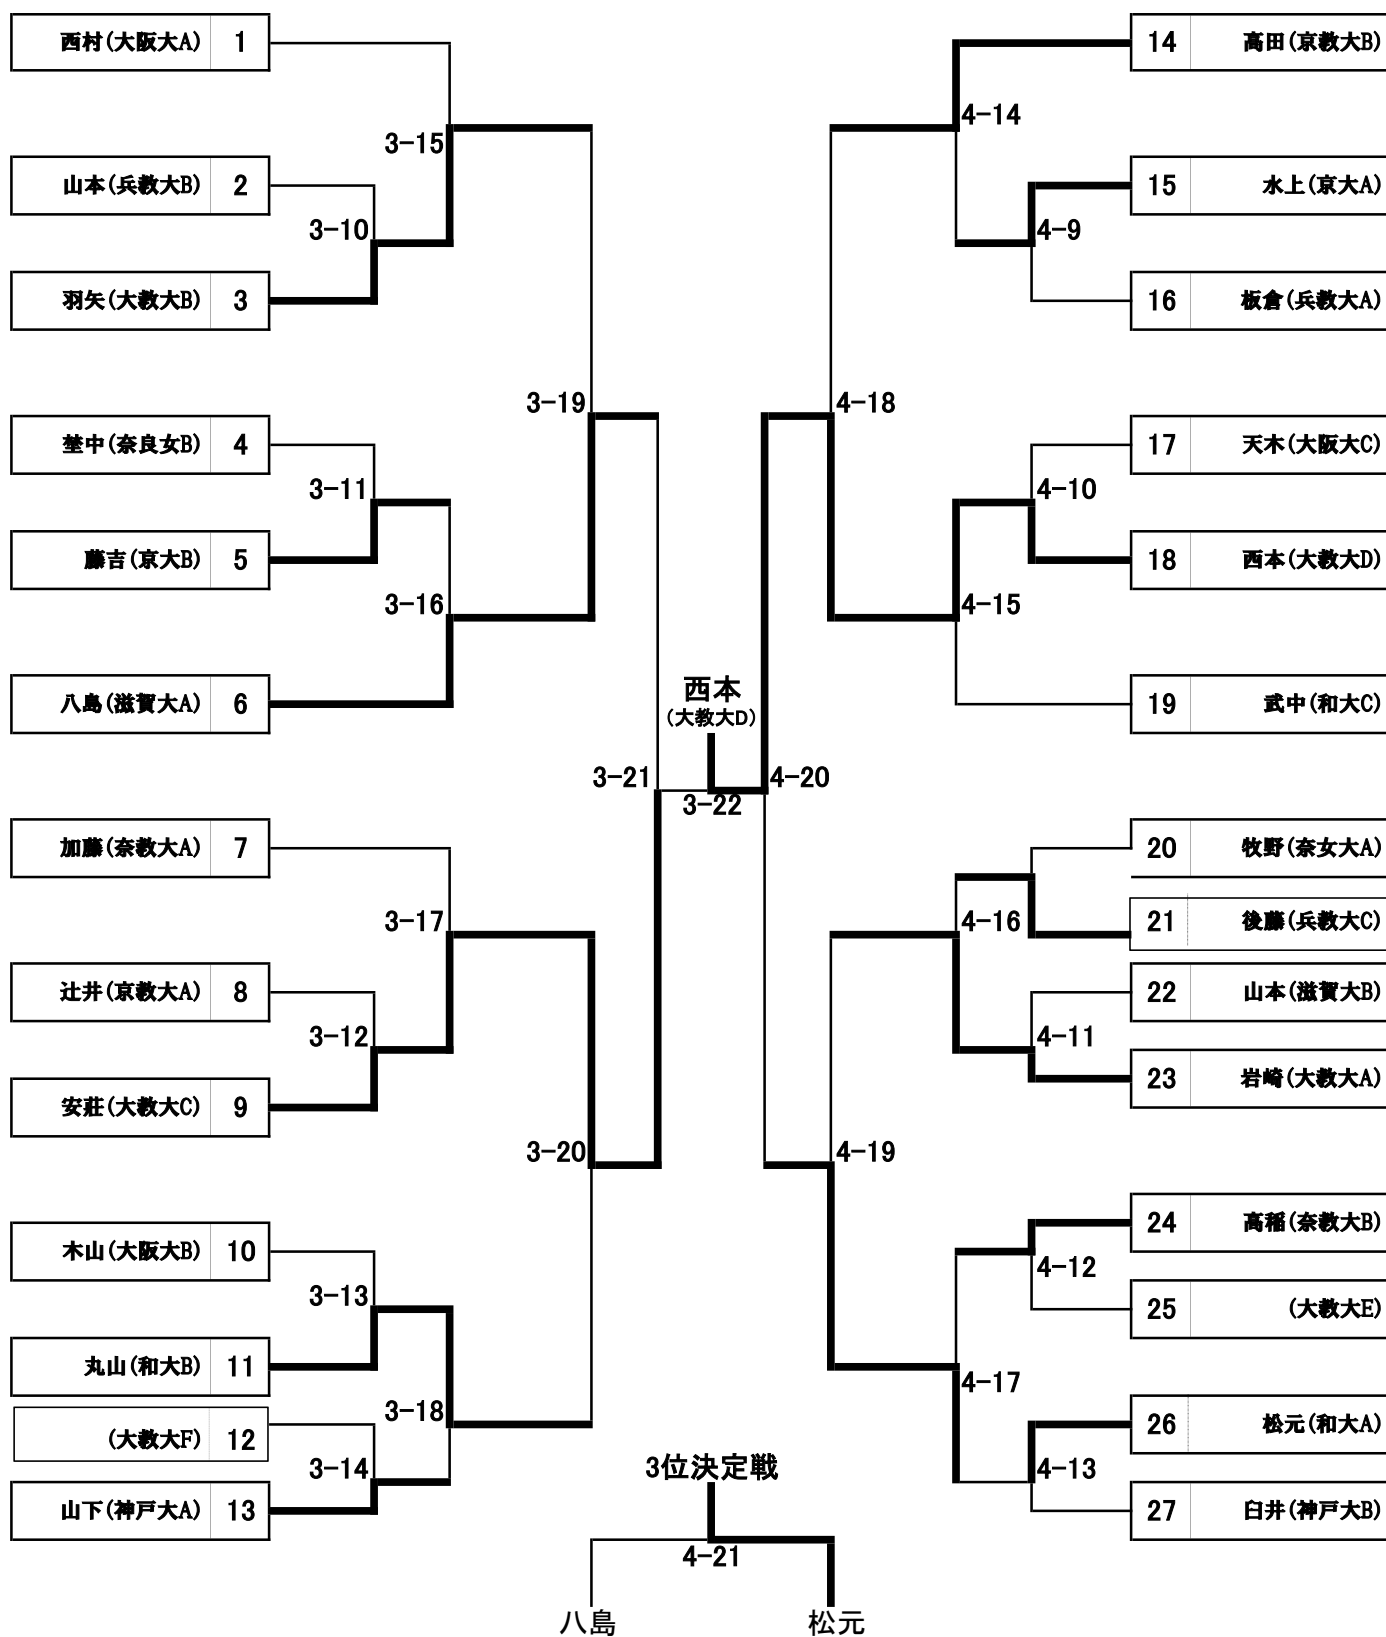 西村(大阪大A) 1
3-15
山本(兵教大B) 2
3-10
羽矢(大教大B) 3
3-19
埜中(奈良女B) 4
3-11
藤吉(京大B) 5
3-16
八島(滋賀大A) 6
3-21
加藤(奈教大A) 7
3-17
辻井(京教大A) 8
3-12
安荘(大教大C) 9
3-20
木山(大阪大B) 10
3-13
丸山(和大B) 11
3-18
(大教大F) 12
3-14
山下(神戸大A) 13
西本
(大教大D)
3-22
3位決定戦
4-21
八島 松元
14 高田(京教大B)
4-14
15 水上(京大A)
4-9
16 板倉(兵教大A)
4-18
17 天木(大阪大C)
4-10
18 西本(大教大D)
4-15
19 武中(和大C)
4-20
20 牧野(奈女大A)
4-16
21 後藤(兵教大C)
22 山本(滋賀大B)
4-11
23 岩崎(大教大A)
4-19
24 高稲(奈教大B)
4-12
25 (大教大E)
4-17
26 松元(和大A)
4-13
27 臼井(神戸大B)